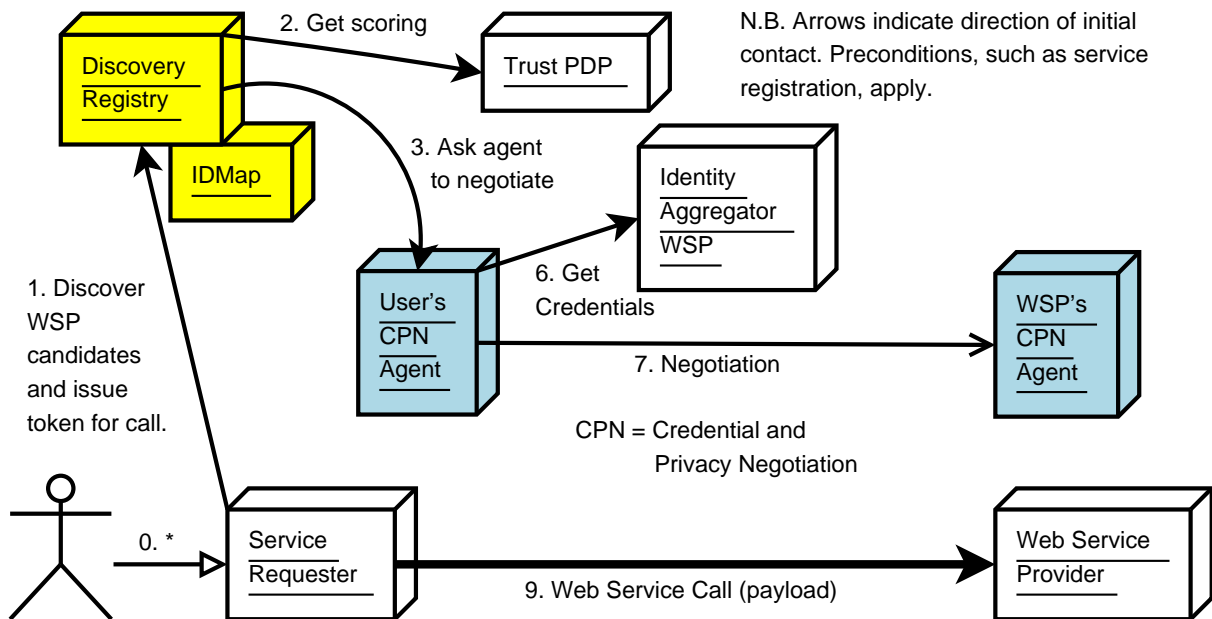 2. Get scoring
N.B. Arrows indicate direction of initial
contact. Preconditions, such as service
registration, apply.
Discovery
Registry
Trust PDP
IDMap
3. Ask agent
to negotiate
Identity
Aggregator
WSP
1. Discover
WSP
candidates
and issue
token for call.
User's
CPN
Agent
6. Get
Credentials
7. Negotiation
WSP's
CPN
Agent
CPN = Credential and
Privacy Negotiation
0. *
Service
Requester
9. Web Service Call (payload)
Web Service
Provider